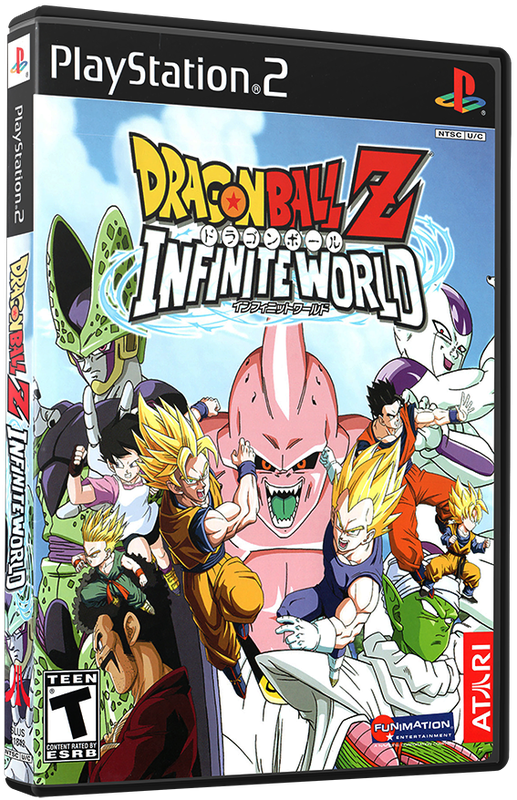 PlayStation®2
NTSC U/C
DRAGON BALL Z
ドラゴンボール
INFINITE WORLD
インフィニットワールド
TEEN
T
CONTENT RATED BY
ESRB
FUNIMATION
ENTERTAINMENT
ATARI
PlayStation®2
DRAGON BALL Z
INFINITE WORLD
SLUS